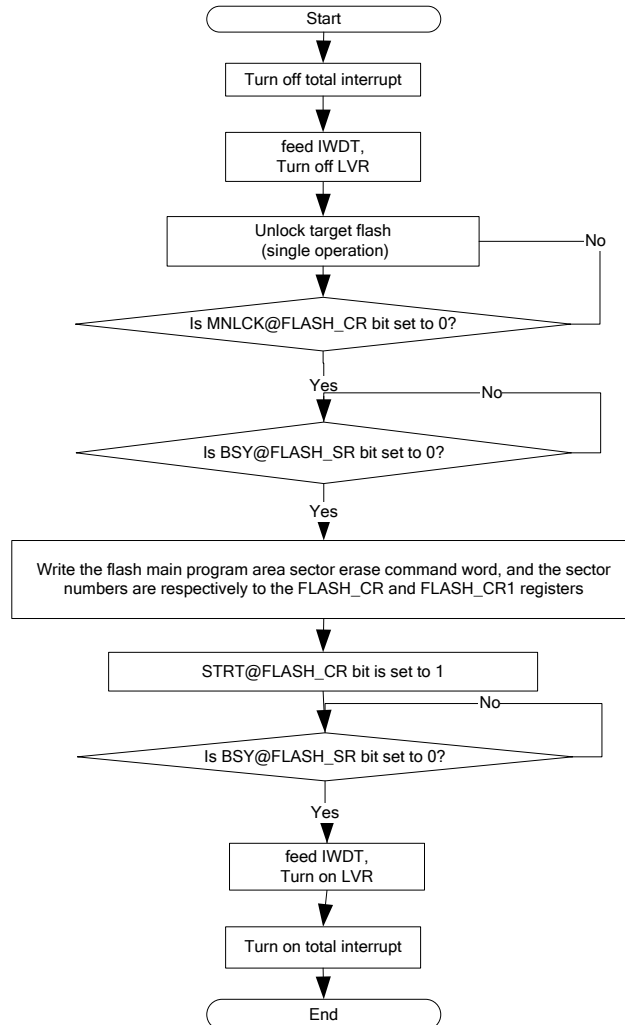 Start
Turn off total interrupt
feed IWDT,
Turn off LVR
Unlock target flash
(single operation)
No
Is MNLCK@FLASH_CR bit set to 0?
Yes
No
Is BSY@FLASH_SR bit set to 0?
Yes
Write the flash main program area sector erase command word, and the sector
numbers are respectively to the FLASH_CR and FLASH_CR1 registers
STRT@FLASH_CR bit is set to 1
No
Is BSY@FLASH_SR bit set to 0?
Yes
feed IWDT,
Turn on LVR
Turn on total interrupt
End